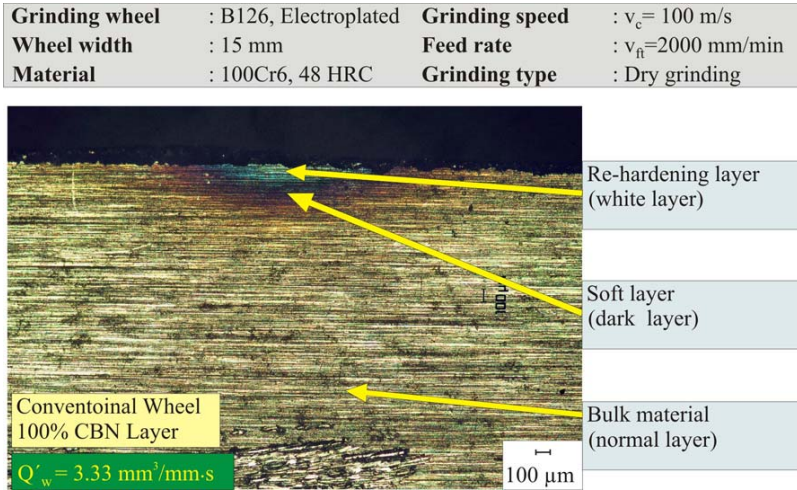 Grinding wheel : B126, Electroplated Grinding speed : v_c= 100 m/s
Wheel width : 15 mm Feed rate : v_ft=2000 mm/min
Material : 100Cr6, 48 HRC Grinding type : Dry grinding
Re-hardening layer
(white layer)
Soft layer
(dark layer)
Conventoinal Wheel
100% CBN Layer
Bulk material
(normal layer)
Q´w = 3.33 mm³/mm·s
100 µm